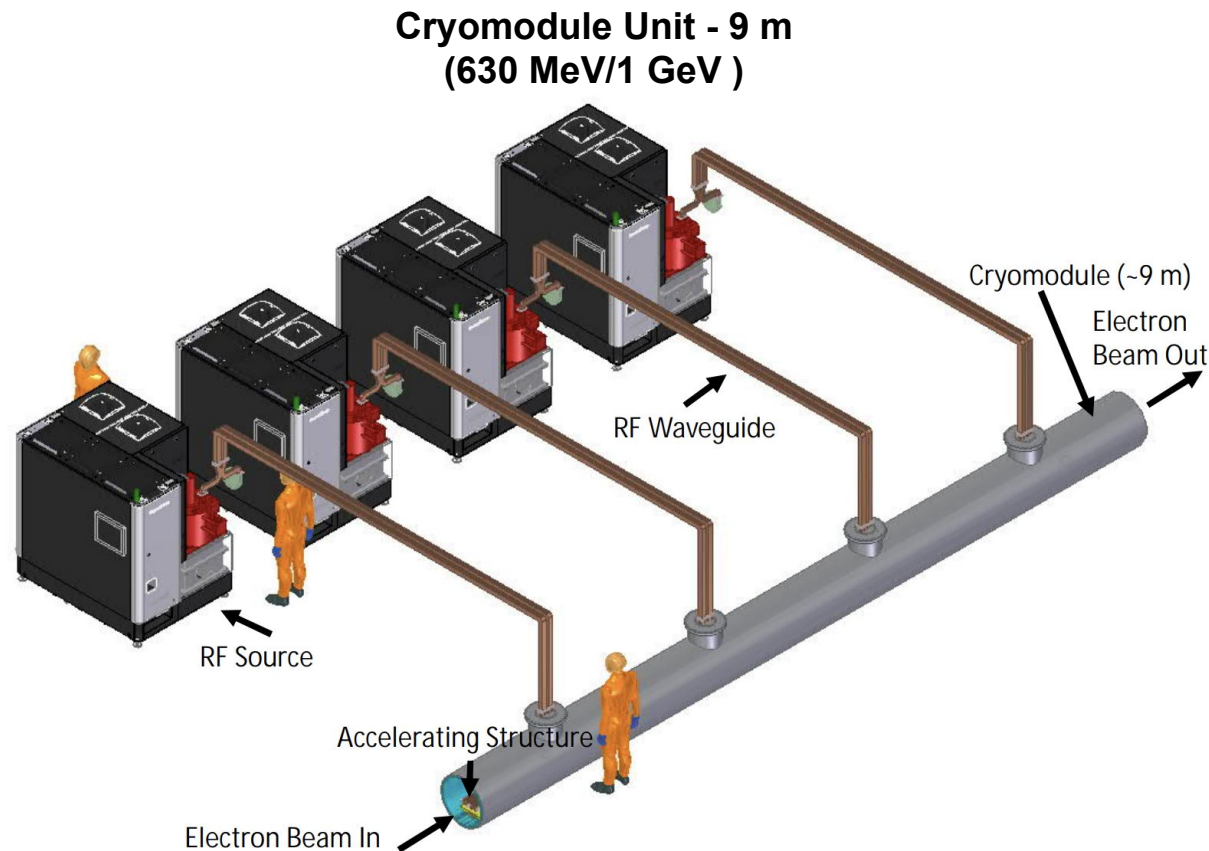 Cryomodule Unit - 9 m
(630 MeV/1 GeV )
Cryomodule (~9 m)
Electron
Beam Out
RF Waveguide
RF Source
Accelerating Structure
Electron Beam In